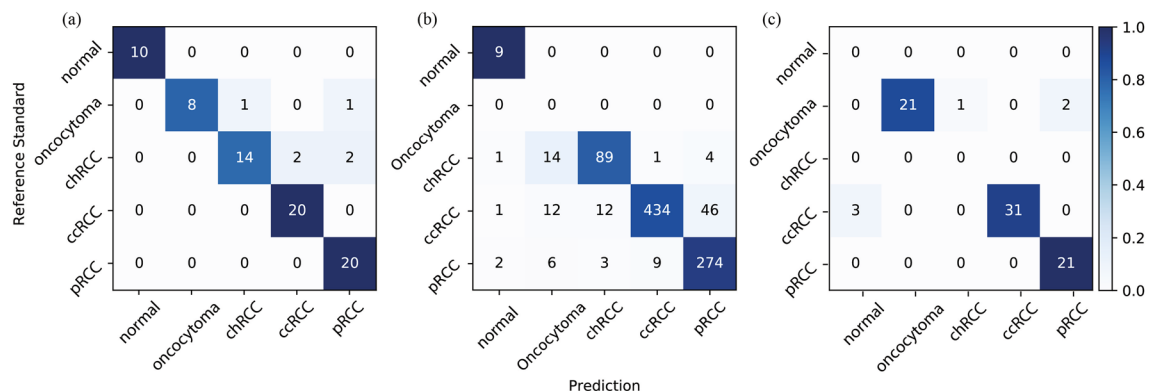 (a) (b) (c)
Reference Standard
normal 10 0 0 0 0
oncocytoma 0 8 1 0 1
chRCC 0 0 14 2 2
ccRCC 0 0 0 20 0
pRCC 0 0 0 0 20
normal oncocytoma chRCC ccRCC pRCC
normal 9 0 0 0 0
Oncocytoma 0 0 0 0 0
chRCC 1 14 89 1 4
ccRCC 1 12 12 434 46
pRCC 2 6 3 9 274
normal Oncocytoma chRCC ccRCC pRCC
normal 0 0 0 0 0
oncocytoma 0 21 1 0 2
chRCC 0 0 0 0 0
ccRCC 3 0 0 31 0
pRCC 0 0 0 0 21
normal oncocytoma chRCC ccRCC pRCC
1.0
0.8
0.6
0.4
0.2
0.0
Prediction